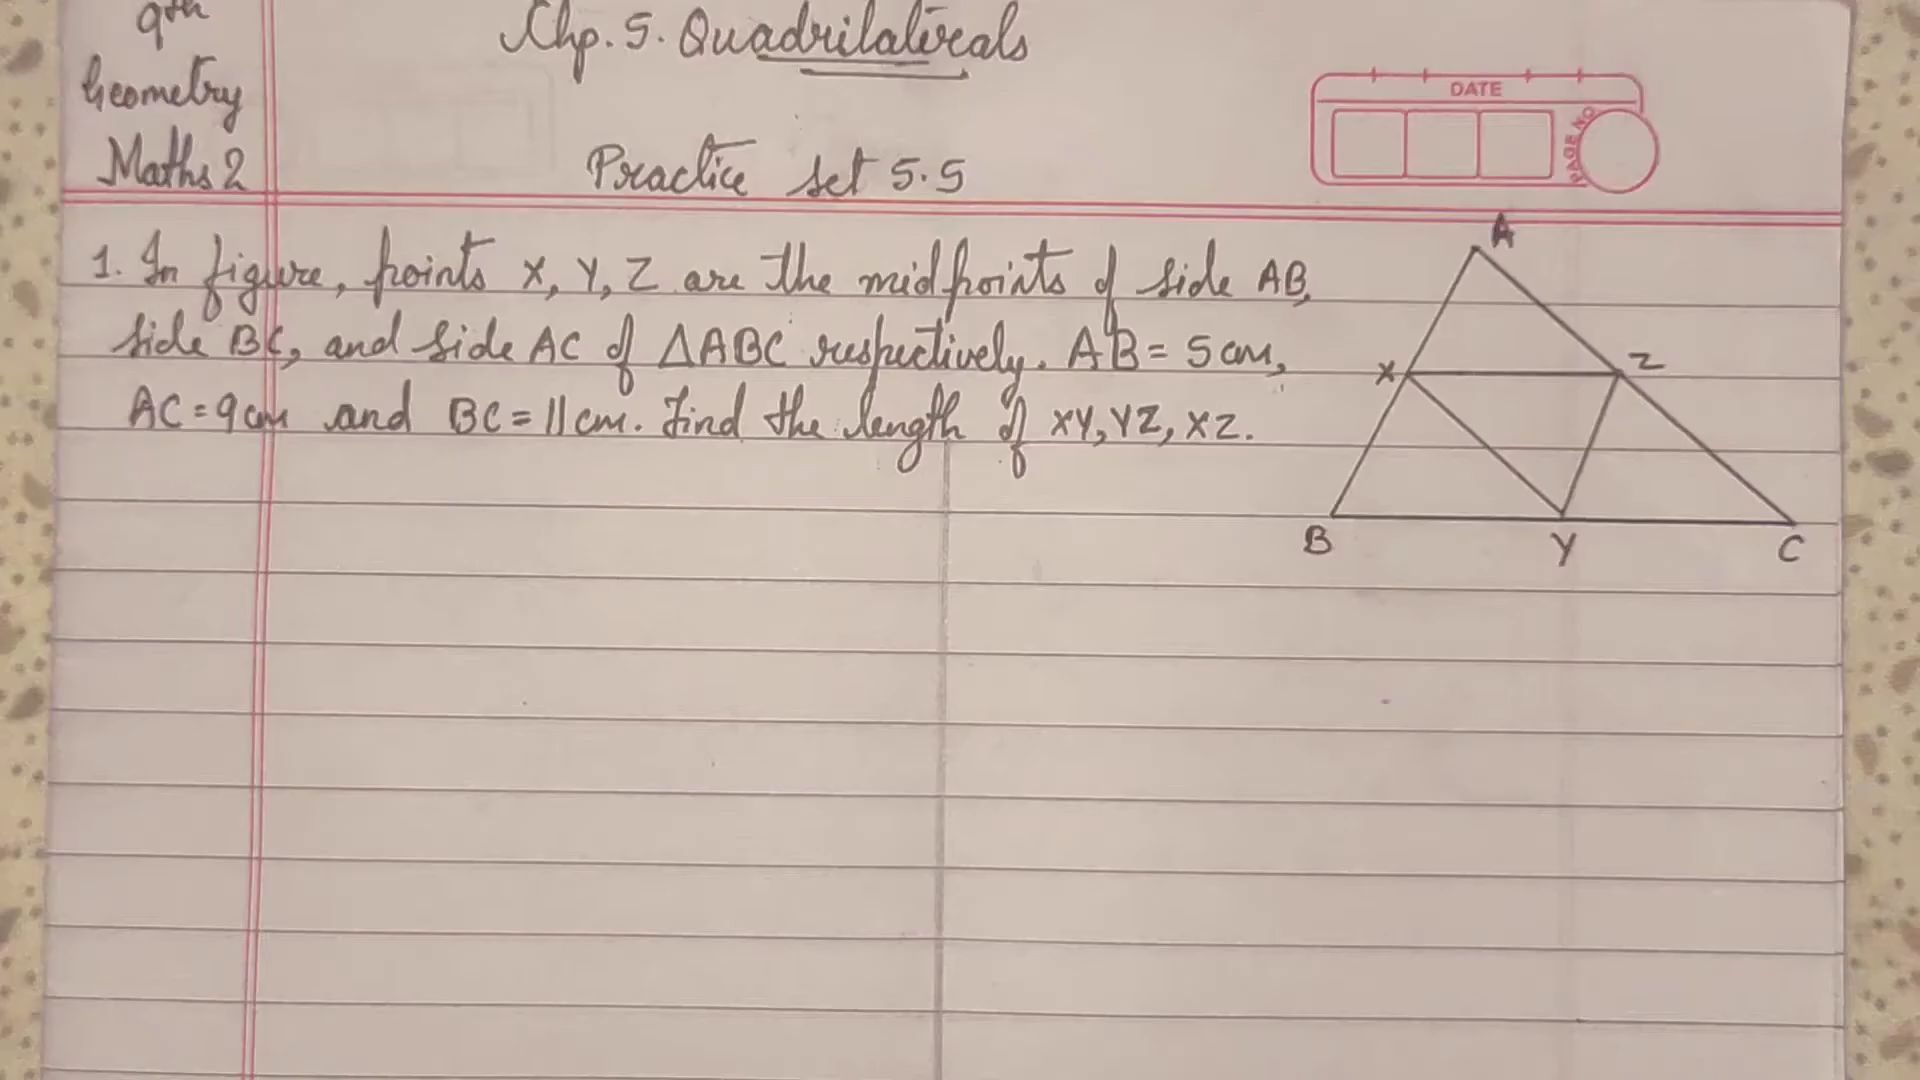 9th
Geometry
Maths 2
Chp. 5. Quadrilaterals
Practice set 5.5
DATE
PAGE NO
1. In figure, points X, Y, Z are the midpoints of side AB,
side BC, and side AC of ΔABC respectively. AB = 5 cm,
AC = 9 cm and BC = 11 cm. Find the length of XY, YZ, XZ.
A
X
Z
B
Y
C